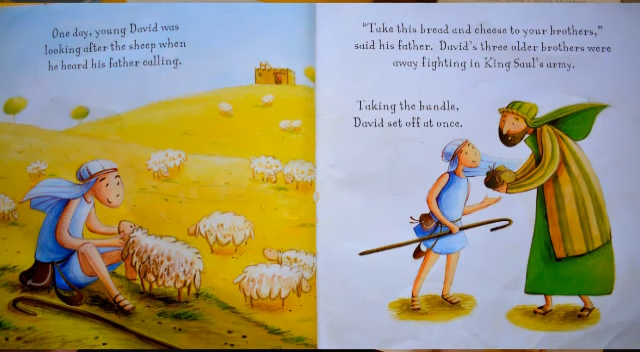 One day, young David was
looking after the sheep when
he heard his father calling.
"Take this bread and cheese to your brothers,"
said his father. David's three older brothers were
away fighting in King Saul's army.
Taking the bundle,
David set off at once.